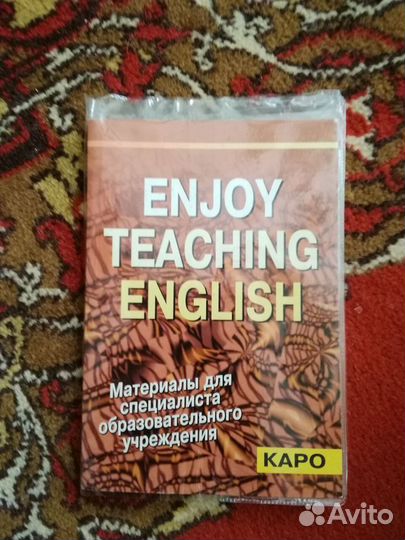 ENJOY
TEACHING
ENGLISH
Материалы для
специалиста
образовательного
учреждения
КАРО
Avito